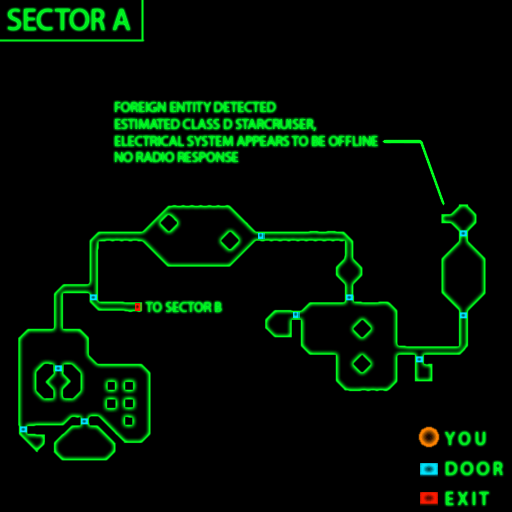 SECTOR A
FOREIGN ENTITY DETECTED
ESTIMATED CLASS D STARCRUISER,
ELECTRICAL SYSTEM APPEARS TO BE OFFLINE
NO RADIO RESPONSE
TO SECTOR B
YOU
DOOR
EXIT